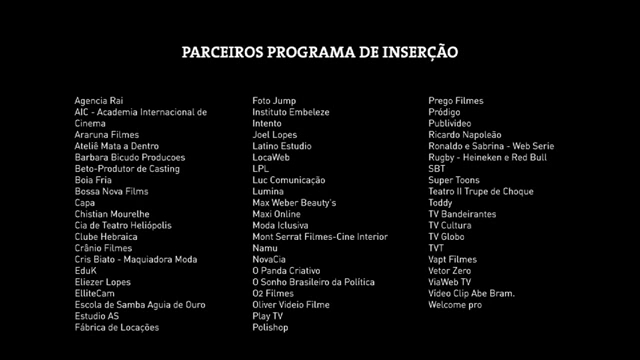 PARCEIROS PROGRAMA DE INSERÇÃO
Agencia Rai
AIC - Academia Internacional de
Cinema
Araruna Filmes
Ateliê Mata a Dentro
Barbara Bicudo Producoes
Beto-Produtor de Casting
Boia Fria
Bossa Nova Films
Capa
Chistian Mourelhe
Cia de Teatro Heliópolis
Clube Hebraica
Crânio Filmes
Cris Biato - Maquiadora Moda
EduK
Eliezer Lopes
ElliteCam
Escola de Samba Aguia de Ouro
Estudio AS
Fábrica de Locações
Foto Jump
Instituto Embeleze
Intento
Joel Lopes
Latino Estudio
LocaWeb
LPL
Luc Comunicação
Lumina
Max Weber Beauty's
Maxi Online
Moda Iclusiva
Mont Serrat Filmes-Cine Interior
Namu
NovaCia
O Panda Criativo
O Sonho Brasileiro da Política
O2 Filmes
Oliver Videio Filme
Play TV
Polishop
Prego Filmes
Pródigo
Publivideo
Ricardo Napoleão
Ronaldo e Sabrina - Web Serie
Rugby - Heineken e Red Bull
SBT
Super Toons
Teatro II Trupe de Choque
Toddy
TV Bandeirantes
TV Cultura
TV Globo
TVT
Vapt Filmes
Vetor Zero
ViaWeb TV
Vídeo Clip Abe Bram.
Welcome pro